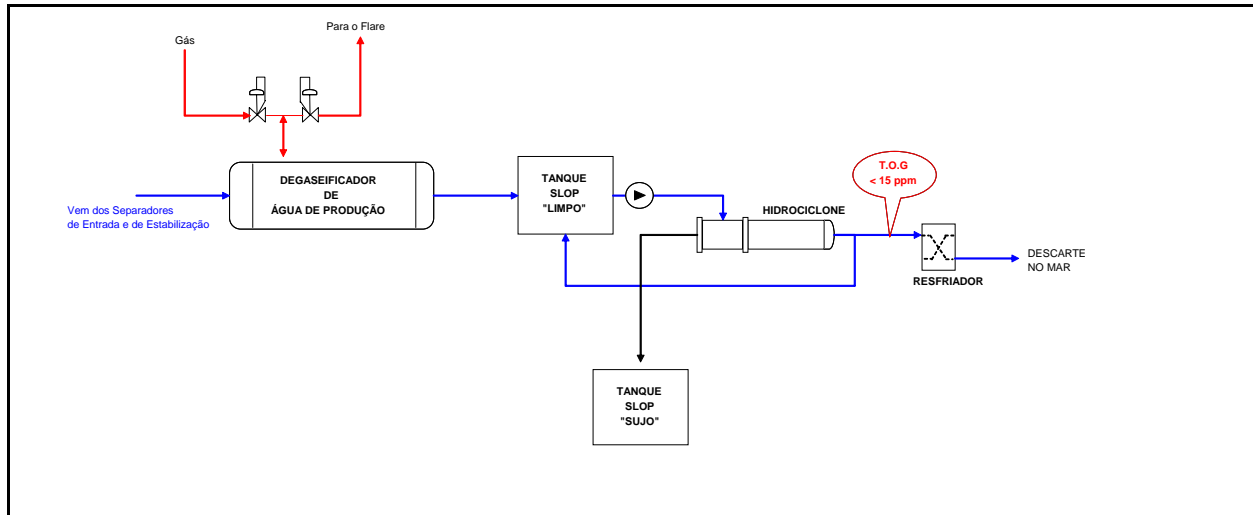 Gás
Para o Flare
DEGASEIFICADOR
DE
ÁGUA DE PRODUÇÃO
Vem dos Separadores
de Entrada e de Estabilização
TANQUE
SLOP
"LIMPO"
HIDROCICLONE
T.O.G
< 15 ppm
RESFRIADOR
DESCARTE
NO MAR
TANQUE
SLOP
"SUJO"